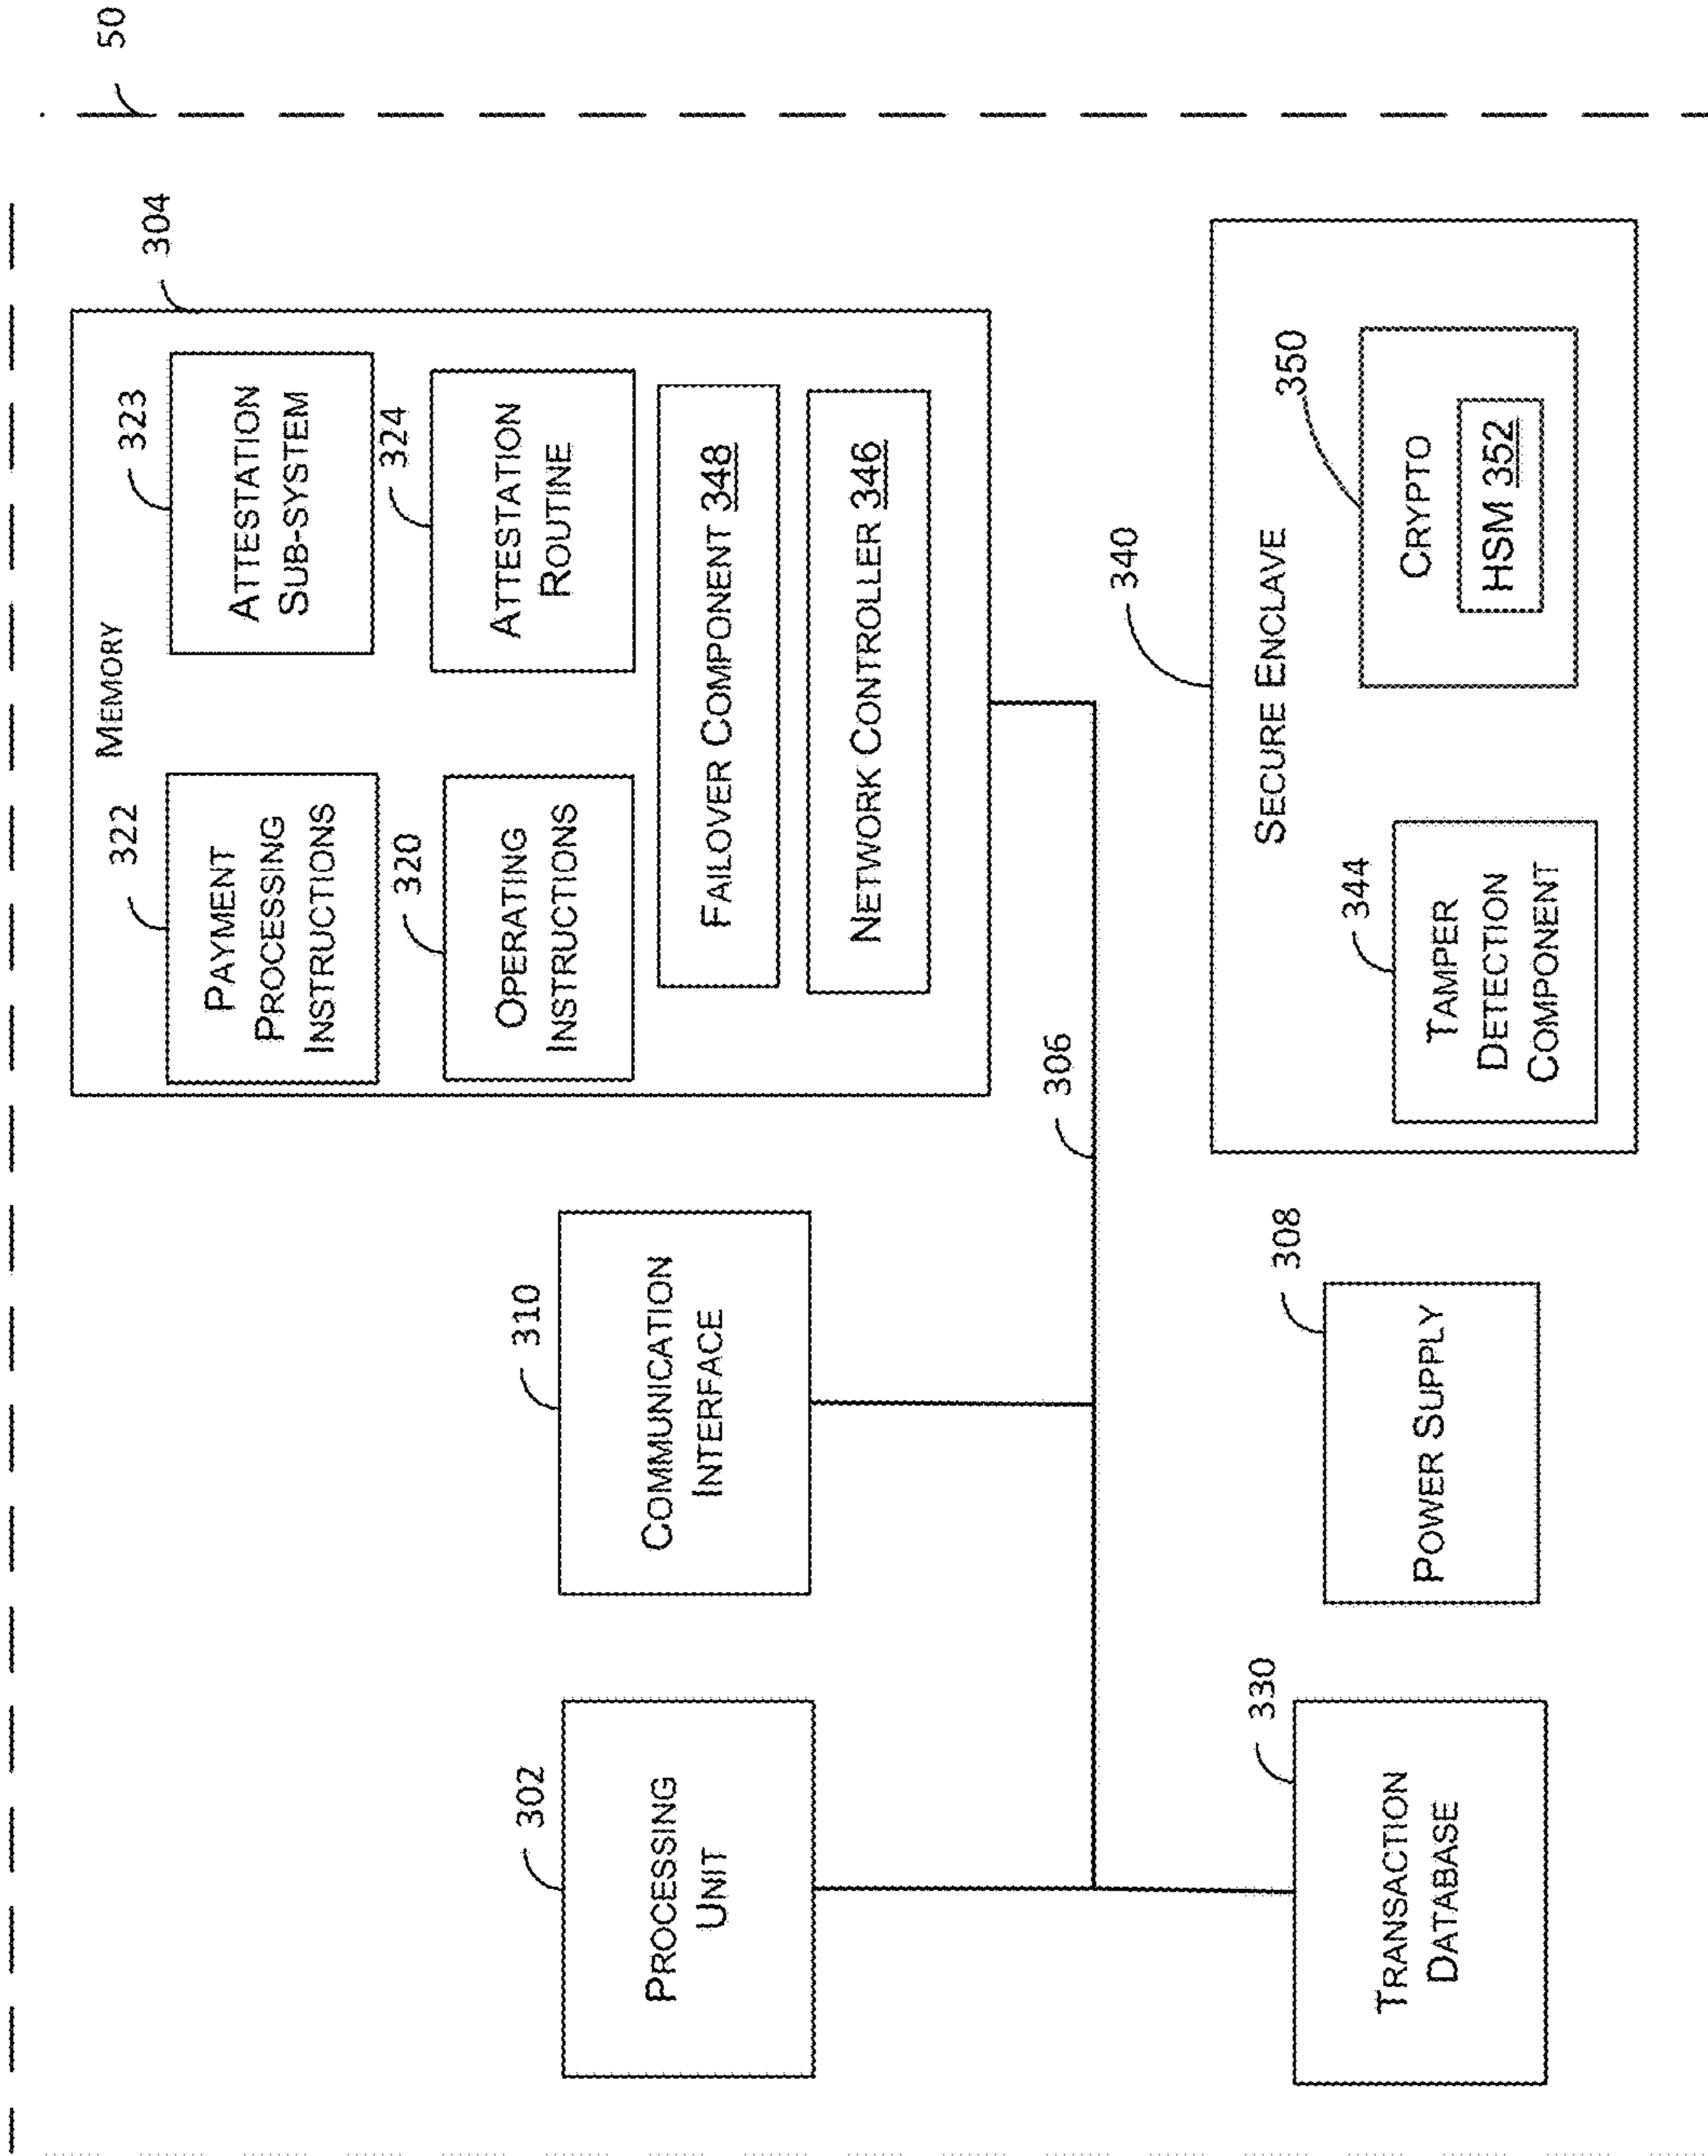 50
304
MEMORY
322
PAYMENT
PROCESSING
INSTRUCTIONS
323
ATTESTATION
SUB-SYSTEM
320
OPERATING
INSTRUCTIONS
324
ATTESTATION
ROUTINE
FAILOVER COMPONENT 348
NETWORK CONTROLLER 346
302
PROCESSING
UNIT
310
COMMUNICATION
INTERFACE
306
330
TRANSACTION
DATABASE
308
POWER SUPPLY
340
SECURE ENCLAVE
344
TAMPER
DETECTION
COMPONENT
350
CRYPTO
HSM 352